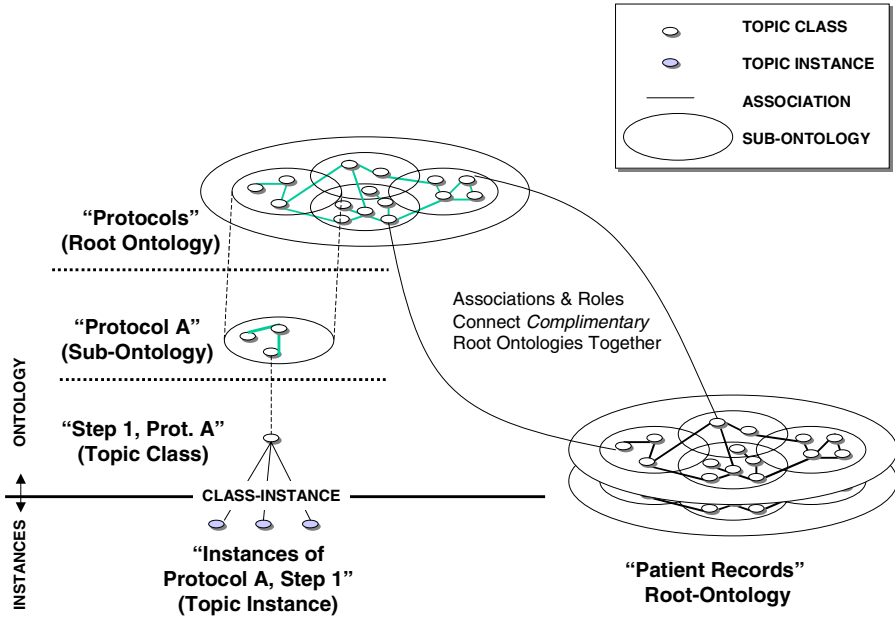 TOPIC CLASS
TOPIC INSTANCE
ASSOCIATION
SUB-ONTOLOGY
“Protocols”
(Root Ontology)
Associations & Roles
Connect Complimentary
Root Ontologies Together
“Protocol A”
(Sub-Ontology)
“Step 1, Prot. A”
(Topic Class)
ONTOLOGY
INSTANCES
CLASS-INSTANCE
“Instances of
Protocol A, Step 1”
(Topic Instance)
“Patient Records”
Root-Ontology